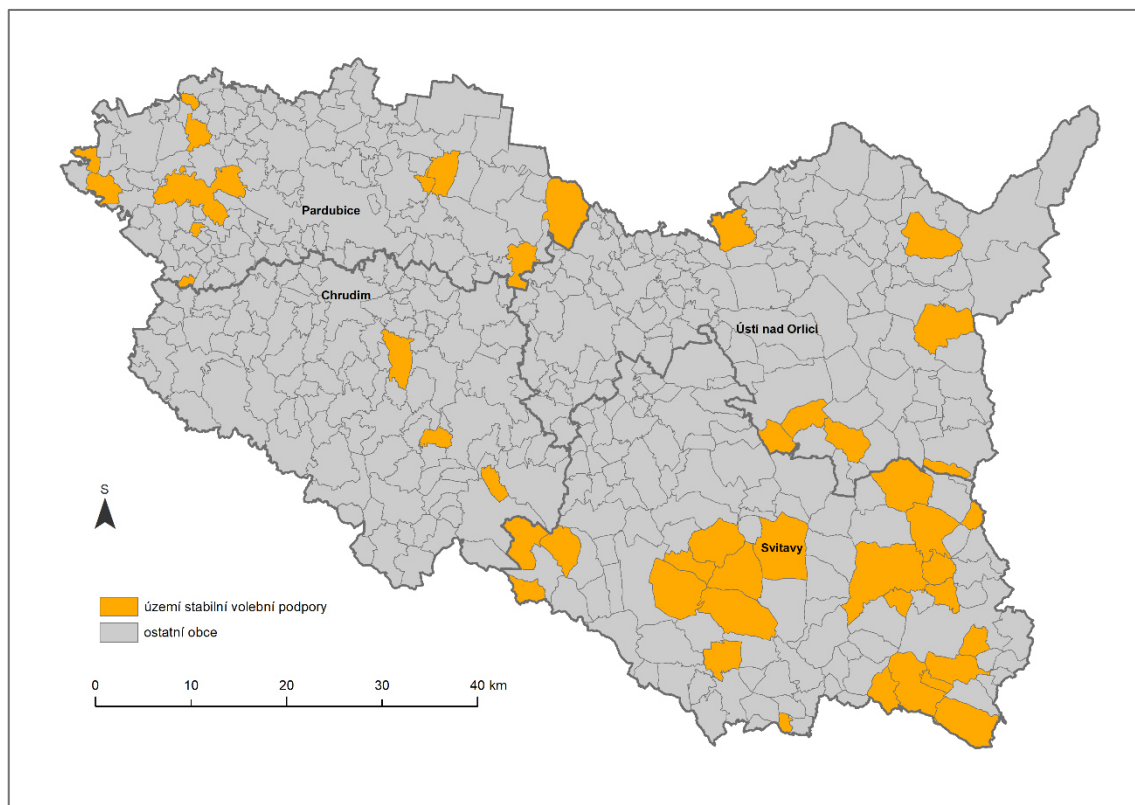 Pardubice
Chrudim
Ústí nad Orlicí
S
Svitavy
území stabilní volební podpory
ostatní obce
0 10 20 30 40 km